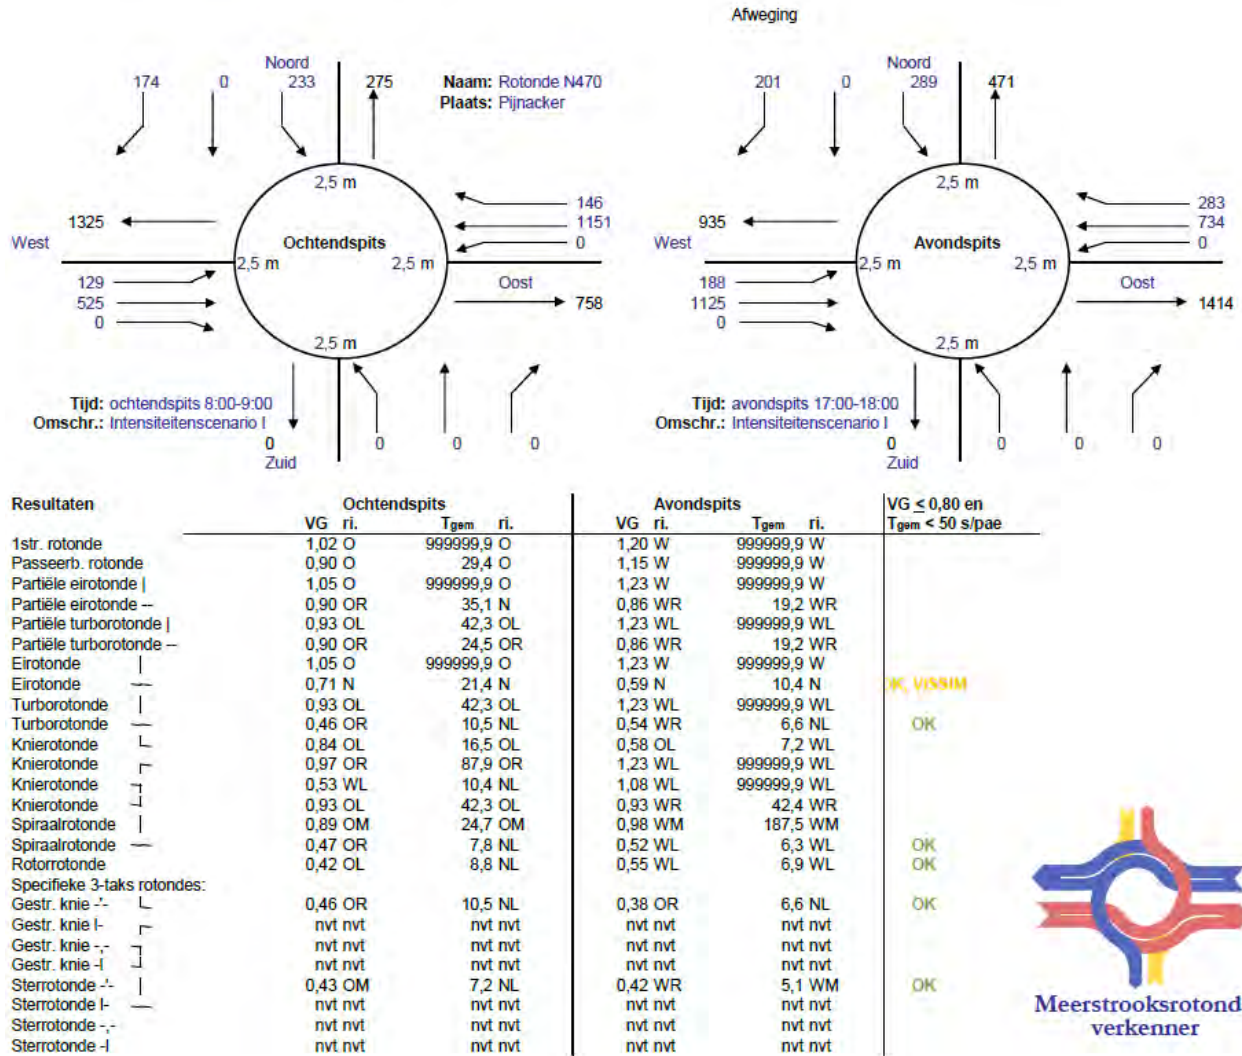 Afweging
Noord
174 0 233 275
Naam: Rotonde N470
Plaats: Pijnacker
2,5 m
146
1151
0
1325
West
Ochtendspits
2,5 m 2,5 m
Oost
129
525
0
758
2,5 m
Tijd: ochtendspits 8:00-9:00
Omschr.: Intensiteitenscenario I
0 0 0 0
Zuid
Noord
201 0 289 471
2,5 m
283
734
0
935
West
Avondspits
2,5 m 2,5 m
Oost
188
1125
0
1414
2,5 m
Tijd: avondspits 17:00-18:00
Omschr.: Intensiteitenscenario I
0 0 0 0
Zuid
Resultaten Ochtendspits Avondspits VG ≤ 0,80 en
VG ri. Tgem ri. VG ri. Tgem ri. Tgem < 50 s/pae
1str. rotonde 1,02 O 999999,9 O 1,20 W 999999,9 W
Passeerb. rotonde 0,90 O 29,4 O 1,15 W 999999,9 W
Partiële eirotonde | 1,05 O 999999,9 O 1,23 W 999999,9 W
Partiële eirotonde -- 0,90 OR 35,1 N 0,86 WR 19,2 WR
Partiële turborotonde | 0,93 OL 42,3 OL 1,23 WL 999999,9 WL
Partiële turborotonde -- 0,90 OR 24,5 OR 0,86 WR 19,2 WR
Eirotonde 1,05 O 999999,9 O 1,23 W 999999,9 W
Eirotonde 0,71 N 21,4 N 0,59 N 10,4 N OK, VISSIM
Turborotonde 0,93 OL 42,3 OL 1,23 WL 999999,9 WL
Turborotonde 0,46 OR 10,5 NL 0,54 WR 6,6 NL OK
Knierotonde 0,84 OL 16,5 OL 0,58 OL 7,2 WL
Knierotonde 0,97 OR 87,9 OR 1,23 WL 999999,9 WL
Knierotonde 0,53 WL 10,4 NL 1,08 WL 999999,9 WL
Knierotonde 0,93 OL 42,3 OL 0,93 WR 42,4 WR
Spiraalrotonde 0,89 OM 24,7 OM 0,98 WM 187,5 WM
Spiraalrotonde 0,47 OR 7,8 NL 0,52 WL 6,3 WL OK
Rotorrotonde 0,42 OL 8,8 NL 0,55 WL 6,9 WL OK
Specifieke 3-taks rotondes:
Gestr. knie -'- 0,46 OR 10,5 NL 0,38 OR 6,6 NL OK
Gestr. knie I- nvt nvt nvt nvt nvt nvt nvt nvt
Gestr. knie -,- nvt nvt nvt nvt nvt nvt nvt nvt
Gestr. knie -I nvt nvt nvt nvt nvt nvt nvt nvt
Sterrotonde -'- 0,43 OM 7,2 NL 0,42 WR 5,1 WM OK
Sterrotonde I- nvt nvt nvt nvt nvt nvt nvt nvt
Sterrotonde -,- nvt nvt nvt nvt nvt nvt nvt nvt
Sterrotonde -I nvt nvt nvt nvt nvt nvt nvt nvt
Meerstrooksrotond
verkenner